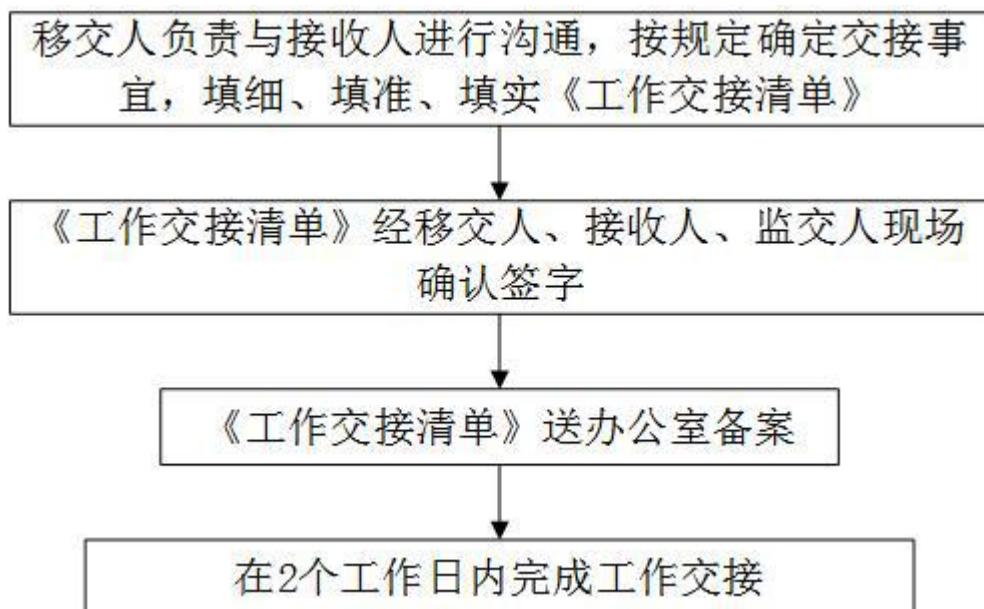 移交人负责与接收人进行沟通，按规定确定交接事
宜，填细、填准、填实《工作交接清单》
《工作交接清单》经移交人、接收人、监交人现场
确认签字
《工作交接清单》送办公室备案
在2个工作日内完成工作交接